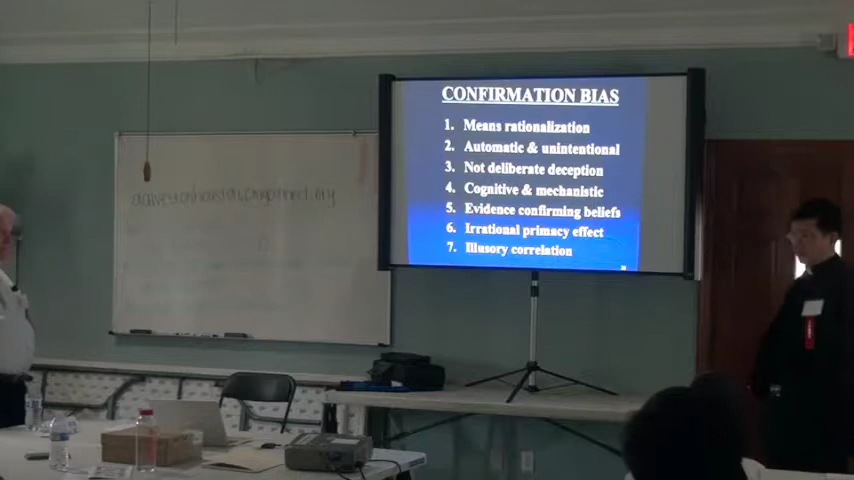 CONFIRMATION BIAS
1. Means rationalization
2. Automatic & unintentional
3. Not deliberate deception
4. Cognitive & mechanistic
5. Evidence confirming beliefs
6. Irrational primacy effect
7. Illusory correlation